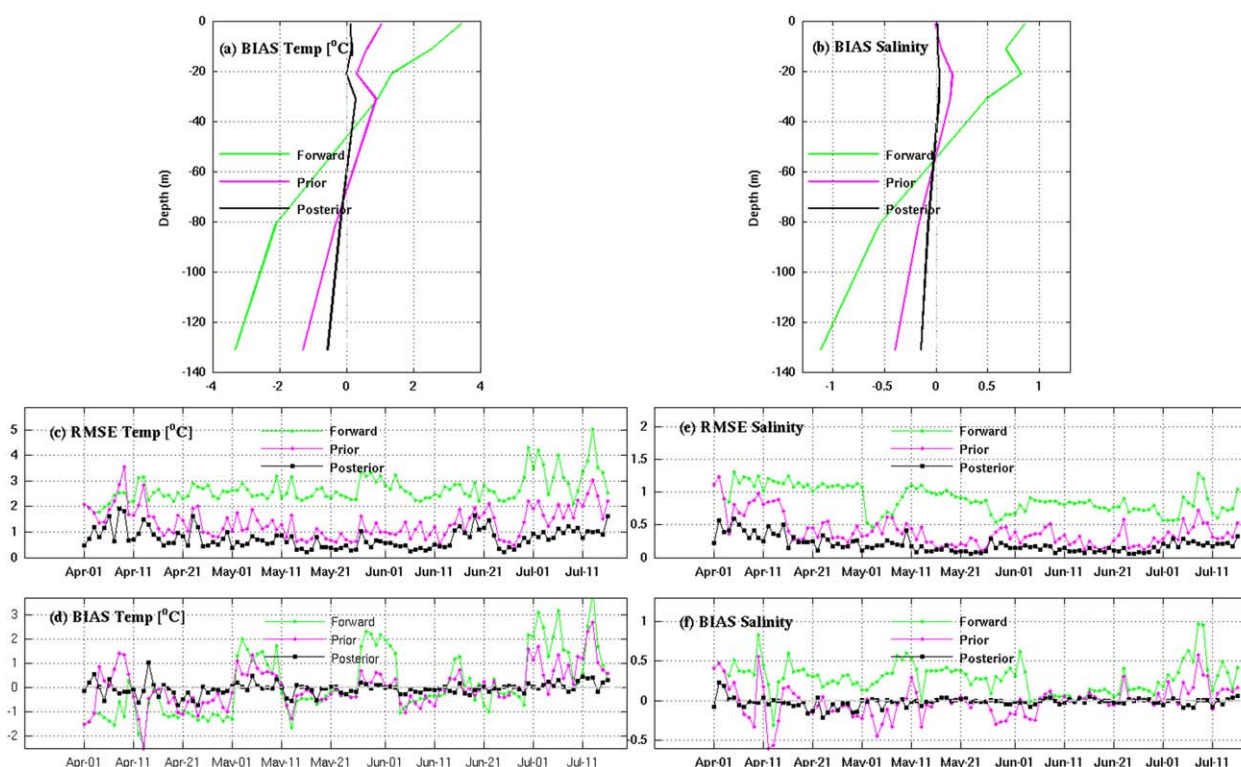 (a) BIAS Temp [°C]
0
-20
-40
-60
-80
-100
-120
-140
Depth (m)
Forward
Prior
Posterior
-4
-2
0
2
4
(b) BIAS Salinity
0
-20
-40
-60
-80
-100
-120
-140
Depth (m)
Forward
Prior
Posterior
-1
-0.5
0
0.5
1
(c) RMSE Temp [°C]
Forward
Prior
Posterior
5
4
3
2
1
0
Apr-01 Apr-11 Apr-21 May-01 May-11 May-21 Jun-01 Jun-11 Jun-21 Jul-01 Jul-11
(e) RMSE Salinity
Forward
Prior
Posterior
2
1.5
1
0.5
0
Apr-01 Apr-11 Apr-21 May-01 May-11 May-21 Jun-01 Jun-11 Jun-21 Jul-01 Jul-11
(d) BIAS Temp [°C]
Forward
Prior
Posterior
3
2
1
0
-1
-2
Apr-01 Apr-11 Apr-21 May-01 May-11 May-21 Jun-01 Jun-11 Jun-21 Jul-01 Jul-11
(f) BIAS Salinity
Forward
Prior
Posterior
1
0.5
0
0.5
Apr-01 Apr-11 Apr-21 May-01 May-11 May-21 Jun-01 Jun-11 Jun-21 Jul-01 Jul-11